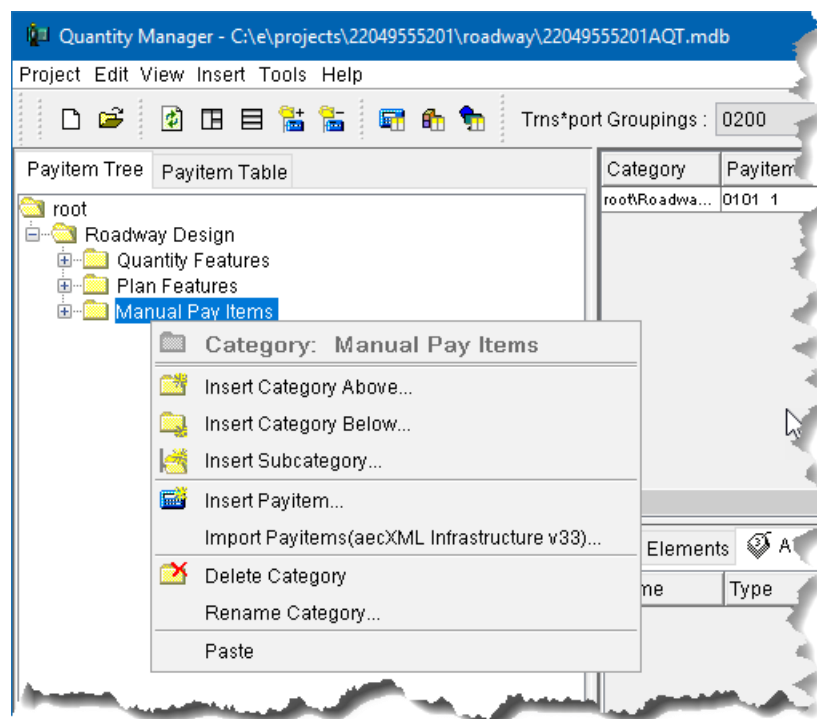 Quantity Manager - C:\e\projects\22049555201\roadway\22049555201AQT.mdb
Project Edit View Insert Tools Help
Trns*port Groupings : 0200
Payitem Tree Payitem Table
Category Payitem
root\Roadwa... 0101 1
root
Roadway Design
Quantity Features
Plan Features
Manual Pay Items
Category: Manual Pay Items
Insert Category Above...
Insert Category Below...
Insert Subcategory...
Insert Payitem...
Import Payitems(aecXML Infrastructure v33)...
Delete Category
Rename Category...
Paste
Elements A
me Type